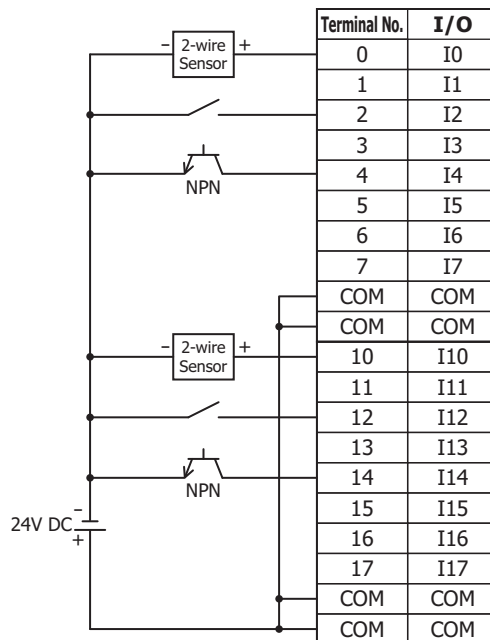 Terminal No. I/O
- 2-wire Sensor + 0 I0
1 I1
2 I2
3 I3
NPN 4 I4
5 I5
6 I6
7 I7
COM COM
COM COM
- 2-wire Sensor + 10 I10
11 I11
12 I12
13 I13
NPN 14 I14
15 I15
24V DC - + 16 I16
17 I17
COM COM
COM COM